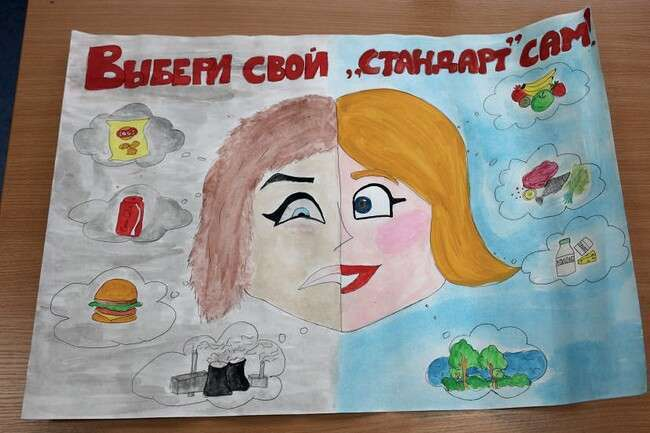 Выбери свой „стандарт” сам!